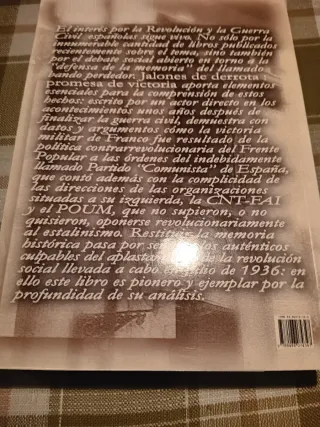 El interés por la Revolución y la Guerra
Civil españolas sigue vivo. No sólo por la
innumerable cantidad de libros publicados
recientemente sobre el tema, sino también
por el debate social abierto en torno a la
"defensa de la memoria" del llamado
bando perdedor. Jalones de derrota
promesa de victoria aporta elementos
esenciales para la comprensión de estos
hechos: escrito por un actor directo en los
acontecimientos unos años después de
finalizar la guerra civil, demuestra con
datos y argumentos cómo la victoria
militar de Franco fue resultado de la
política contrarrevolucionaria del Frente
Popular a las órdenes del indebidamente
llamado Partido "Comunista" de España,
que contó además con la complicidad de
las direcciones de las organizaciones
situadas a su izquierda, la CNT-FAI
y el POUM, que no supieron, o no
quisieron, oponerse revolucionariamente
al estalinismo. Restituir la memoria
histórica pasa por los auténticos
culpables del de la revolución
social llevada a cabo en julio de 1936: en
ello este libro es pionero y ejemplar por la
profundidad de su análisis.